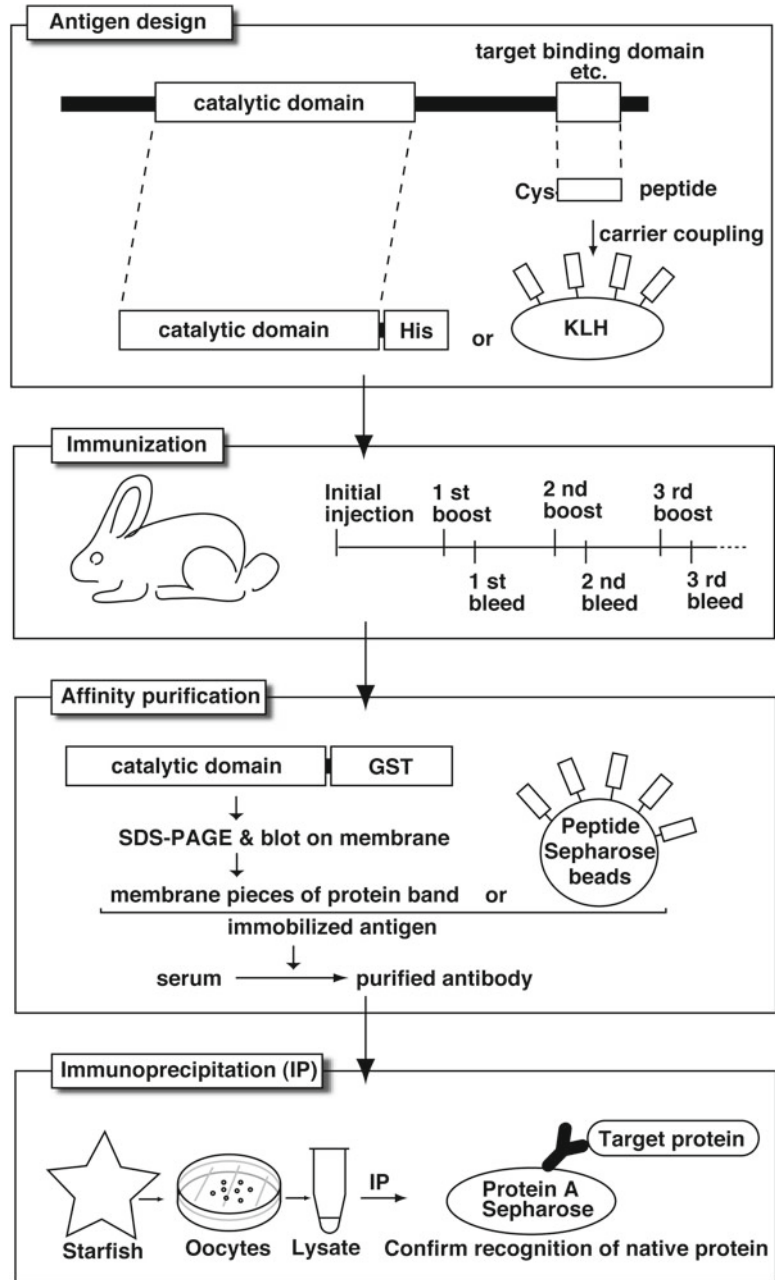 Antigen design
target binding domain
etc.
catalytic domain
Cys
peptide
carrier coupling
catalytic domain
His
or
KLH
Immunization
Initial
injection
1 st
boost
2 nd
boost
3 rd
boost
1 st
bleed
2 nd
bleed
3 rd
bleed
Affinity purification
catalytic domain
GST
SDS-PAGE & blot on membrane
membrane pieces of protein band
or
Peptide
Sepharose
beads
immobilized antigen
serum
purified antibody
Immunoprecipitation (IP)
Starfish
Oocytes
Lysate
IP
Target protein
Protein A
Sepharose
Confirm recognition of native protein